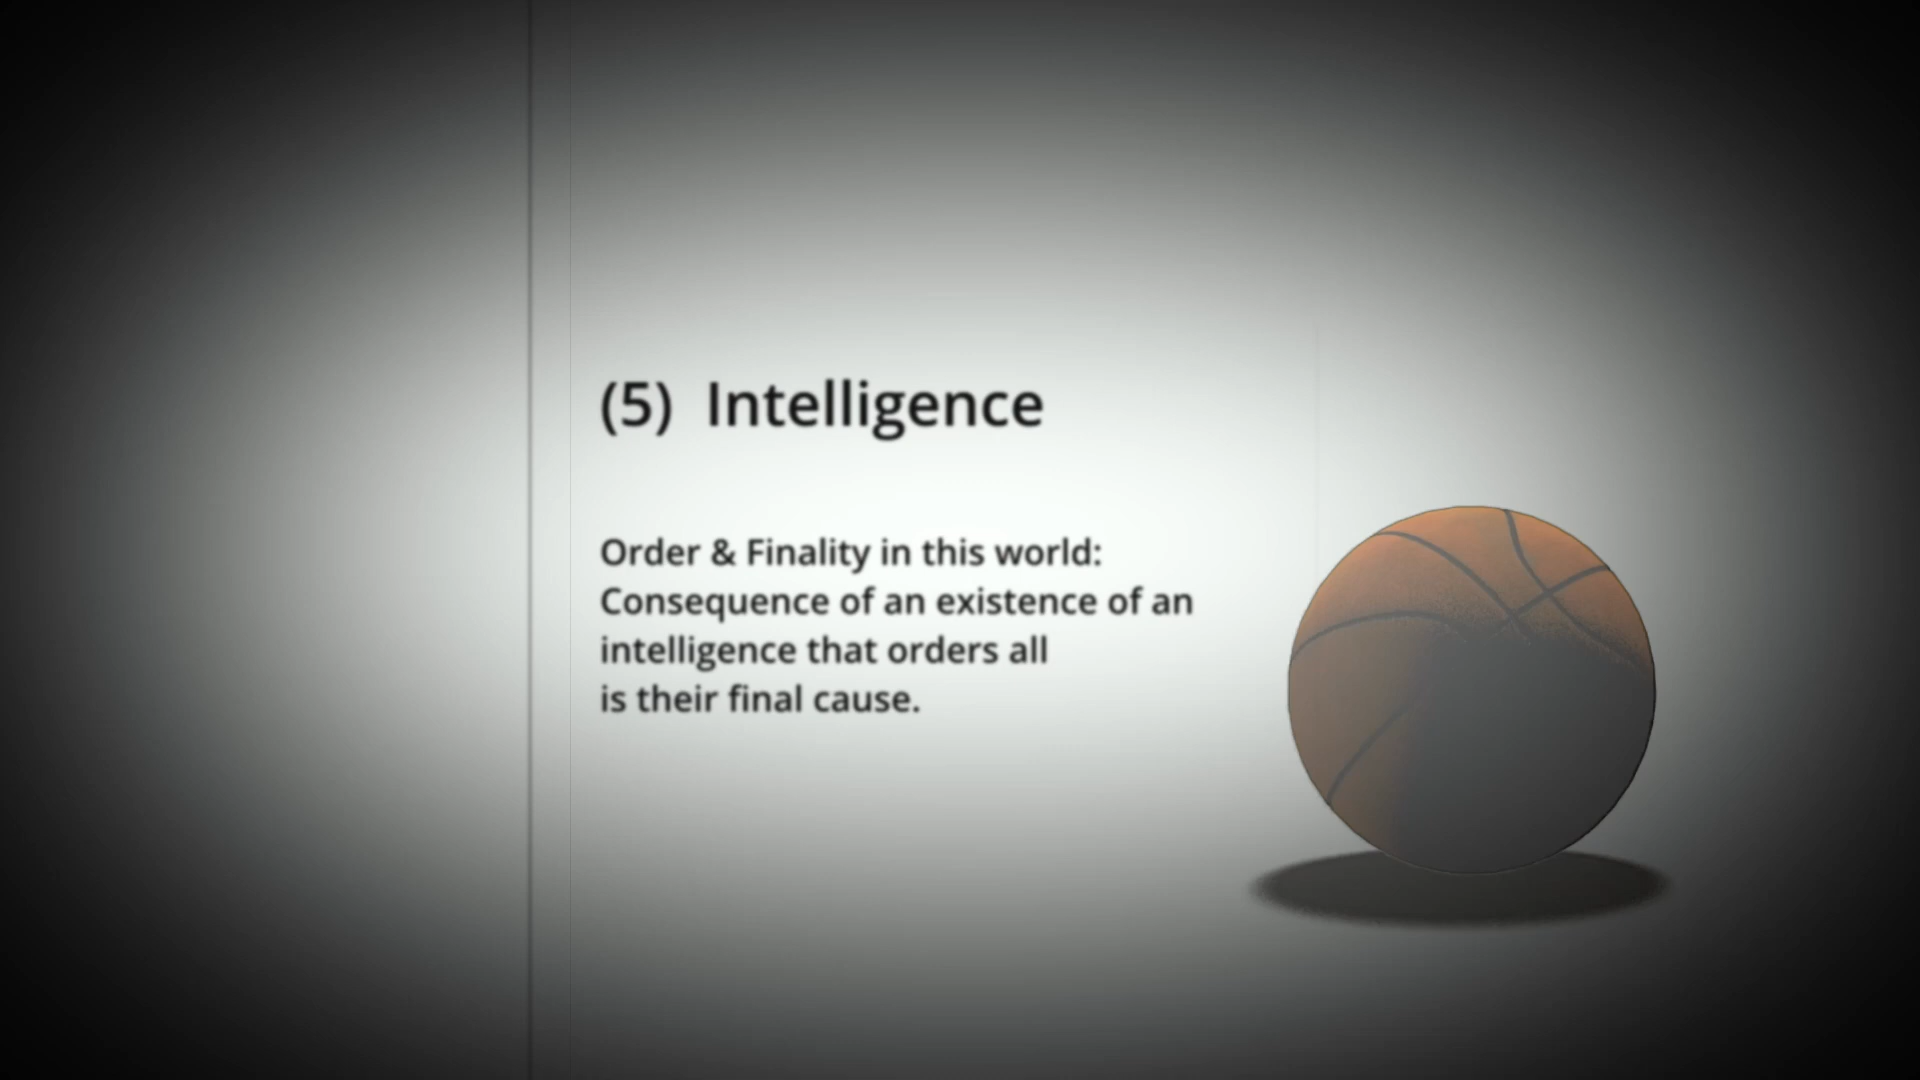 (5) Intelligence
Order & Finality in this world:
Consequence of an existence of an
intelligence that orders all
is their final cause.